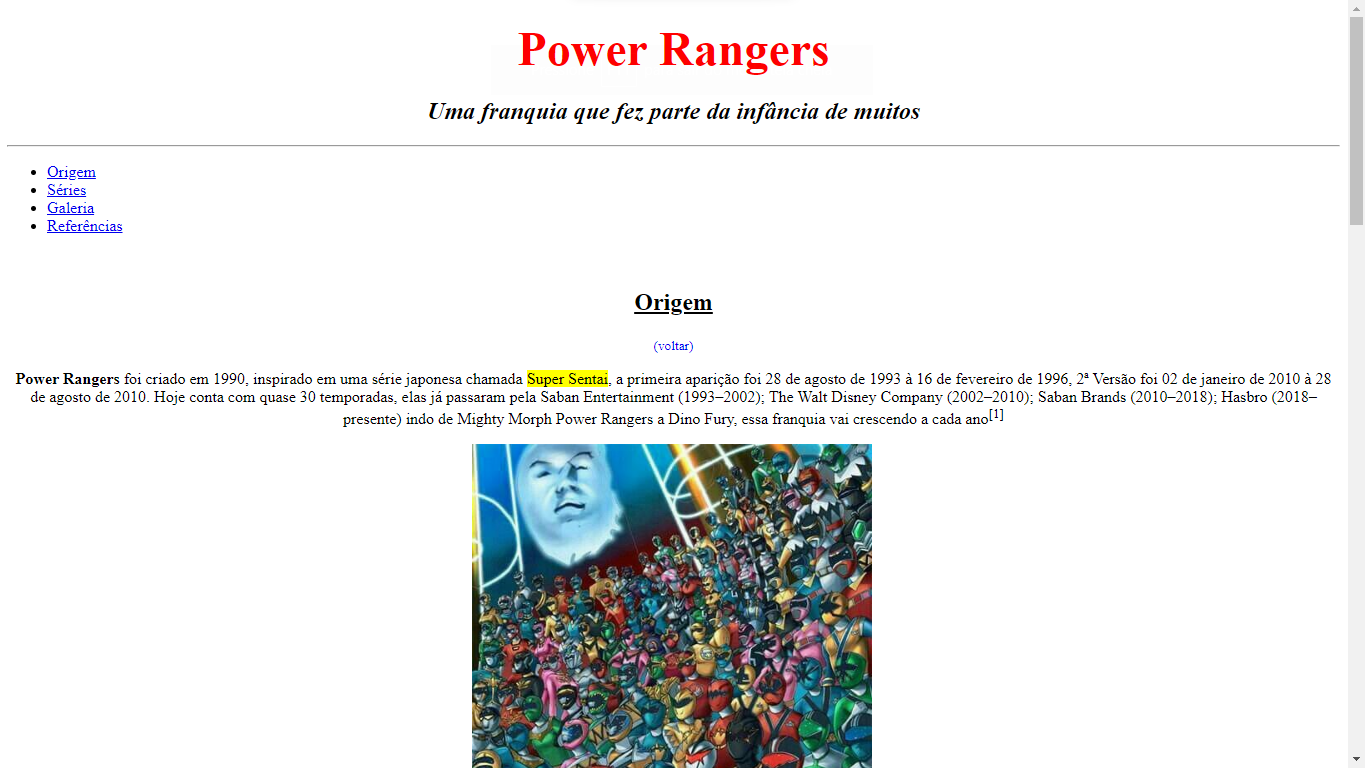 Power Rangers
Uma franquia que fez parte da infância de muitos
Origem
Séries
Galeria
Referências
Origem
(voltar)
Power Rangers foi criado em 1990, inspirado em uma série japonesa chamada Super Sentai, a primeira aparição foi 28 de agosto de 1993 à 16 de fevereiro de 1996, 2ª Versão foi 02 de janeiro de 2010 à 28
de agosto de 2010. Hoje conta com quase 30 temporadas, elas já passaram pela Saban Entertainment (1993–2002); The Walt Disney Company (2002–2010); Saban Brands (2010–2018); Hasbro (2018–
presente) indo de Mighty Morph Power Rangers a Dino Fury, essa franquia vai crescendo a cada ano[1]